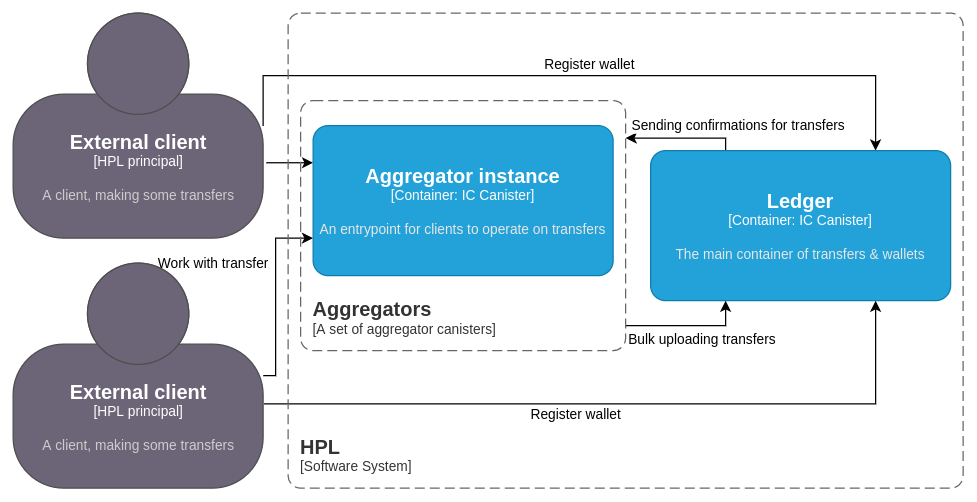 Register wallet
External client
[HPL principal]
A client, making some transfers
Sending confirmations for transfers
Aggregator instance
[Container: IC Canister]
An entrypoint for clients to operate on transfers
Ledger
[Container: IC Canister]
The main container of transfers & wallets
Work with transfer
Aggregators
[A set of aggregator canisters]
Bulk uploading transfers
External client
[HPL principal]
A client, making some transfers
Register wallet
HPL
[Software System]